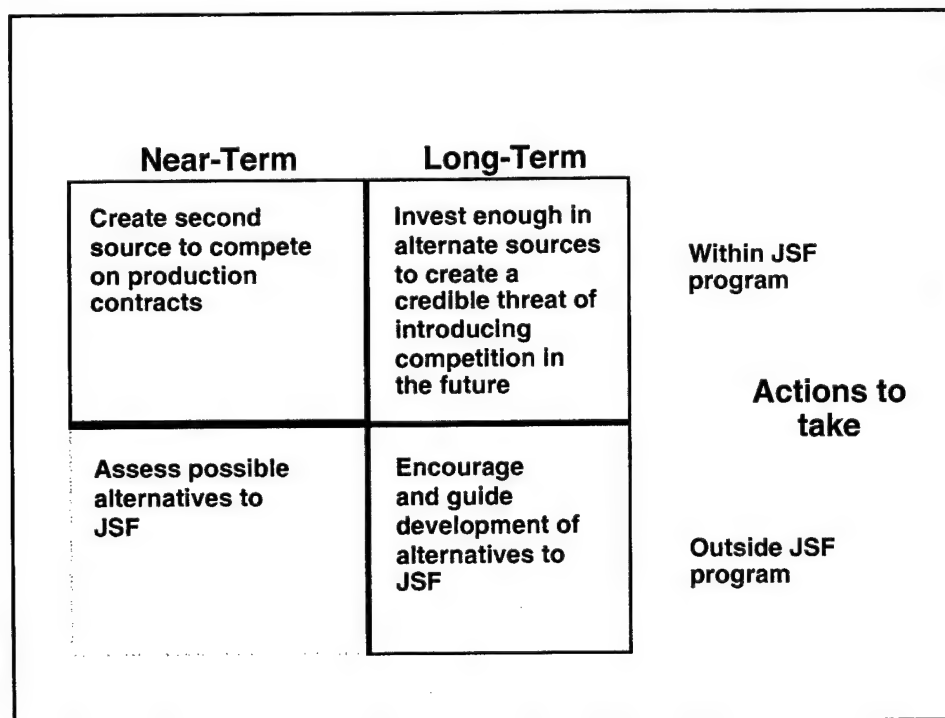 Near-Term
Long-Term
Create second
source to compete
on production
contracts
Invest enough in
alternate sources
to create a
credible threat of
introducing
competition in
the future
Within JSF
program
Actions to
take
Assess possible
alternatives to
JSF
Encourage
and guide
development of
alternatives to
JSF
Outside JSF
program